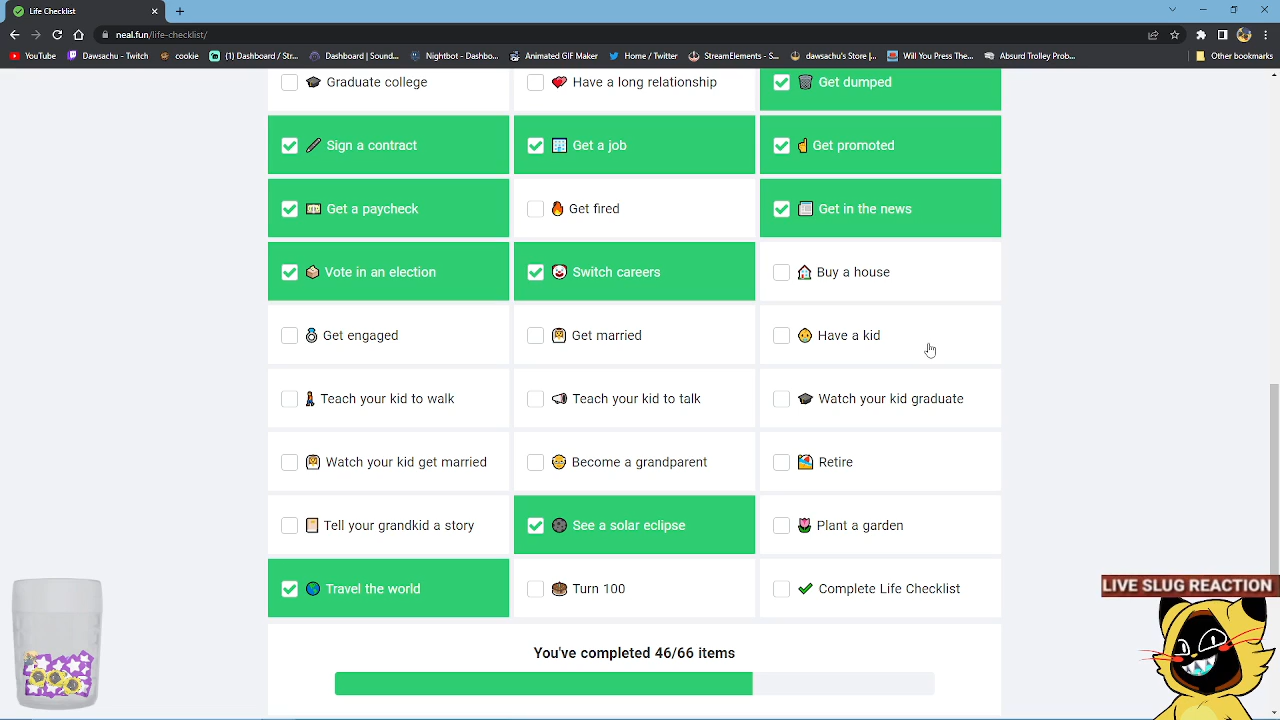 Life Checklist
neal.fun/life-checklist/
YouTube
Dawsachu - Twitch
cookie
(1) Dashboard / Str...
Dashboard | Sound...
Nightbot - Dashbo...
Animated GIF Maker
Home / Twitter
StreamElements - S...
dawsachu's Store |...
Will You Press The...
Absurd Trolley Prob...
Other bookmarks
Graduate college
Have a long relationship
Get dumped
Sign a contract
Get a job
Get promoted
Get a paycheck
Get fired
Get in the news
Vote in an election
Switch careers
Buy a house
Get engaged
Get married
Have a kid
Teach your kid to walk
Teach your kid to talk
Watch your kid graduate
Watch your kid get married
Become a grandparent
Retire
Tell your grandkid a story
See a solar eclipse
Plant a garden
Travel the world
Turn 100
Complete Life Checklist
LIVE SLUG REACTION
You've completed 46/66 items